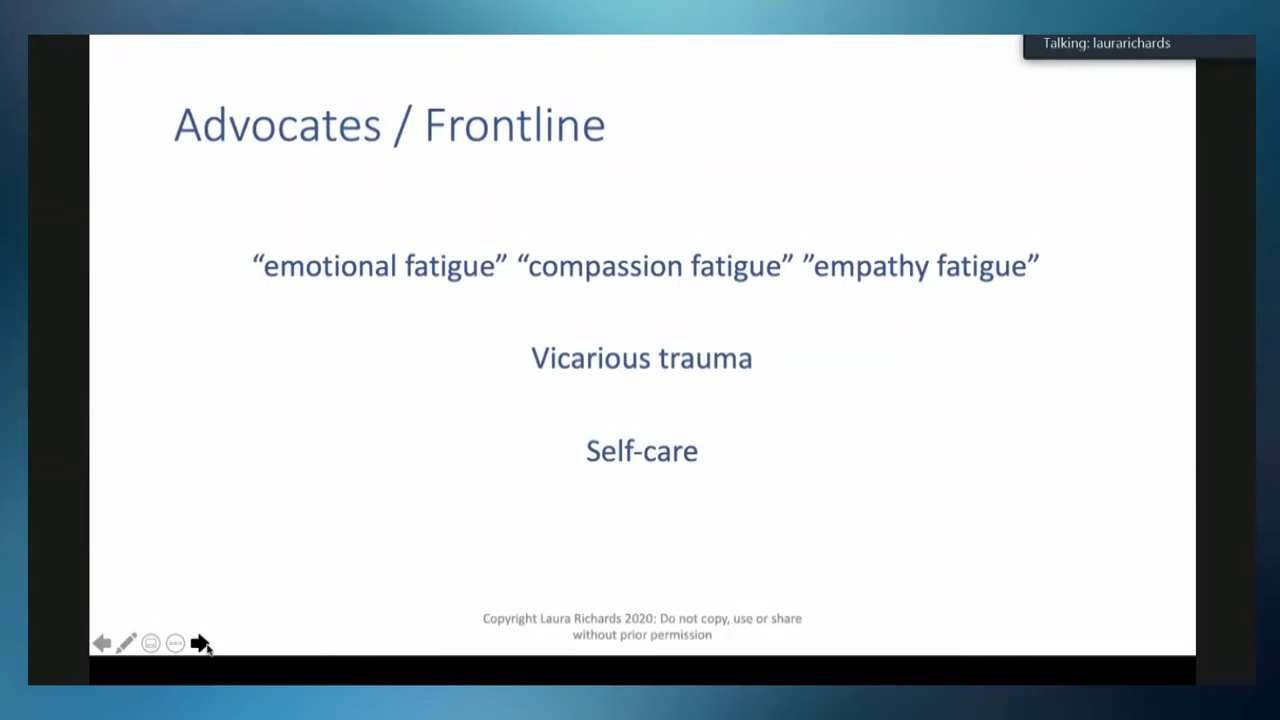 Talking: laurarichards
Advocates / Frontline
“emotional fatigue” “compassion fatigue” ”empathy fatigue”
Vicarious trauma
Self-care
Copyright Laura Richards 2020: Do not copy, use or share
without prior permission